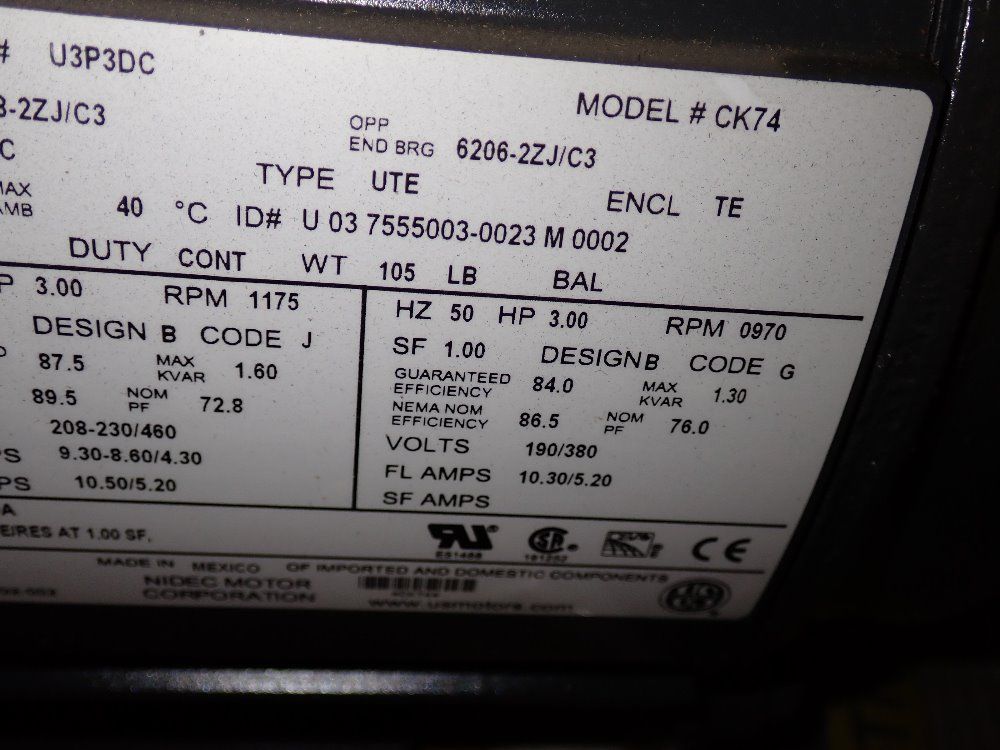 # U3P3DC
MODEL # CK74
-2ZJ/C3
OPP
END BRG 6206-2ZJ/C3
C
TYPE UTE
ENCL TE
MAX
AMB 40 °C ID# U 03 7555003-0023 M 0002
DUTY CONT WT 105 LB BAL
P 3.00 RPM 1175
DESIGN B CODE J
87.5 MAX KVAR 1.60
89.5 NOM PF 72.8
208-230/460
PS 9.30-8.60/4.30
PS 10.50/5.20
HZ 50 HP 3.00 RPM 0970
SF 1.00 DESIGN B CODE G
GUARANTEED EFFICIENCY 84.0 MAX KVAR 1.30
NEMA NOM EFFICIENCY 86.5 NOM PF 76.0
VOLTS 190/380
FL AMPS 10.30/5.20
SF AMPS
A
E/RES AT 1.00 SF.
MADE IN MEXICO OF IMPORTED AND DOMESTIC COMPONENTS
NIDEC MOTOR
CORPORATION
www.usmotors.com
CE